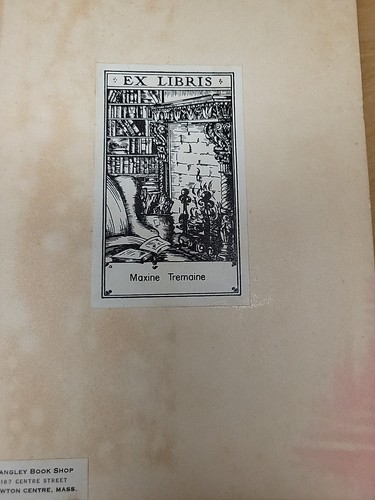 EX LIBRIS
Maxine Tremaine
ANGLEY BOOK SHOP
187 CENTRE STREET
WTON CENTRE, MASS.